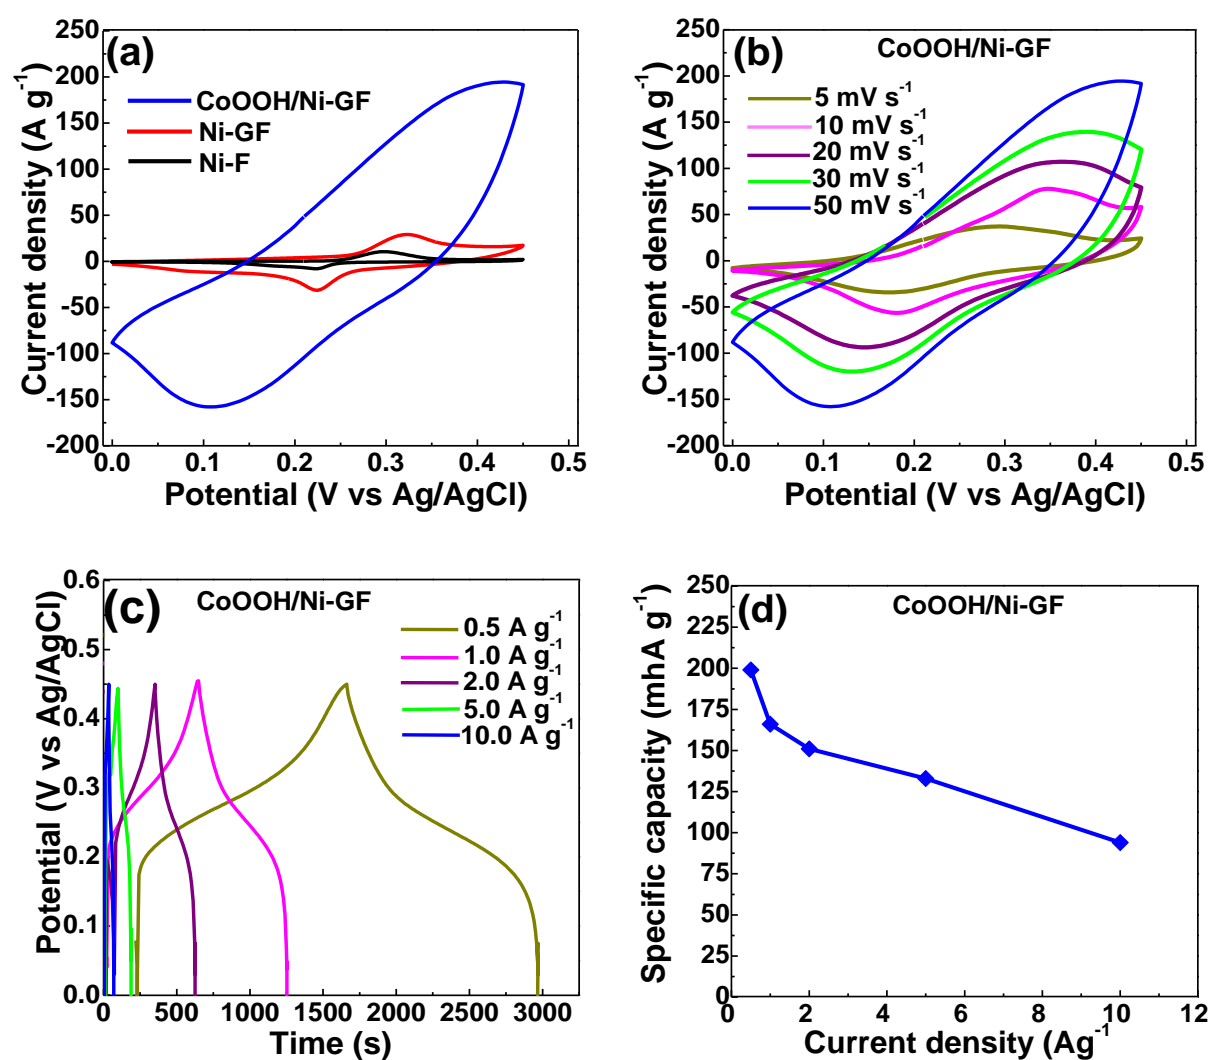 (a)
CoOOH/Ni-GF
Ni-GF
Ni-F
250
200
150
100
50
0
-50
-100
-150
-200
0.0 0.1 0.2 0.3 0.4 0.5
Current density (A g⁻¹)
Potential (V vs Ag/AgCl)
(b)
CoOOH/Ni-GF
5 mV s⁻¹
10 mV s⁻¹
20 mV s⁻¹
30 mV s⁻¹
50 mV s⁻¹
250
200
150
100
50
0
-50
-100
-150
-200
0.0 0.1 0.2 0.3 0.4 0.5
Current density (A g⁻¹)
Potential (V vs Ag/AgCl)
(c)
CoOOH/Ni-GF
0.5 A g⁻¹
1.0 A g⁻¹
2.0 A g⁻¹
5.0 A g⁻¹
10.0 A g⁻¹
0.6
0.5
0.4
0.3
0.2
0.1
0.0
0 500 1000 1500 2000 2500 3000
Potential (V vs Ag/AgCl)
Time (s)
(d)
CoOOH/Ni-GF
250
225
200
175
150
125
100
75
50
25
0
0 2 4 6 8 10 12
Specific capacity (mhA g⁻¹)
Current density (Ag⁻¹